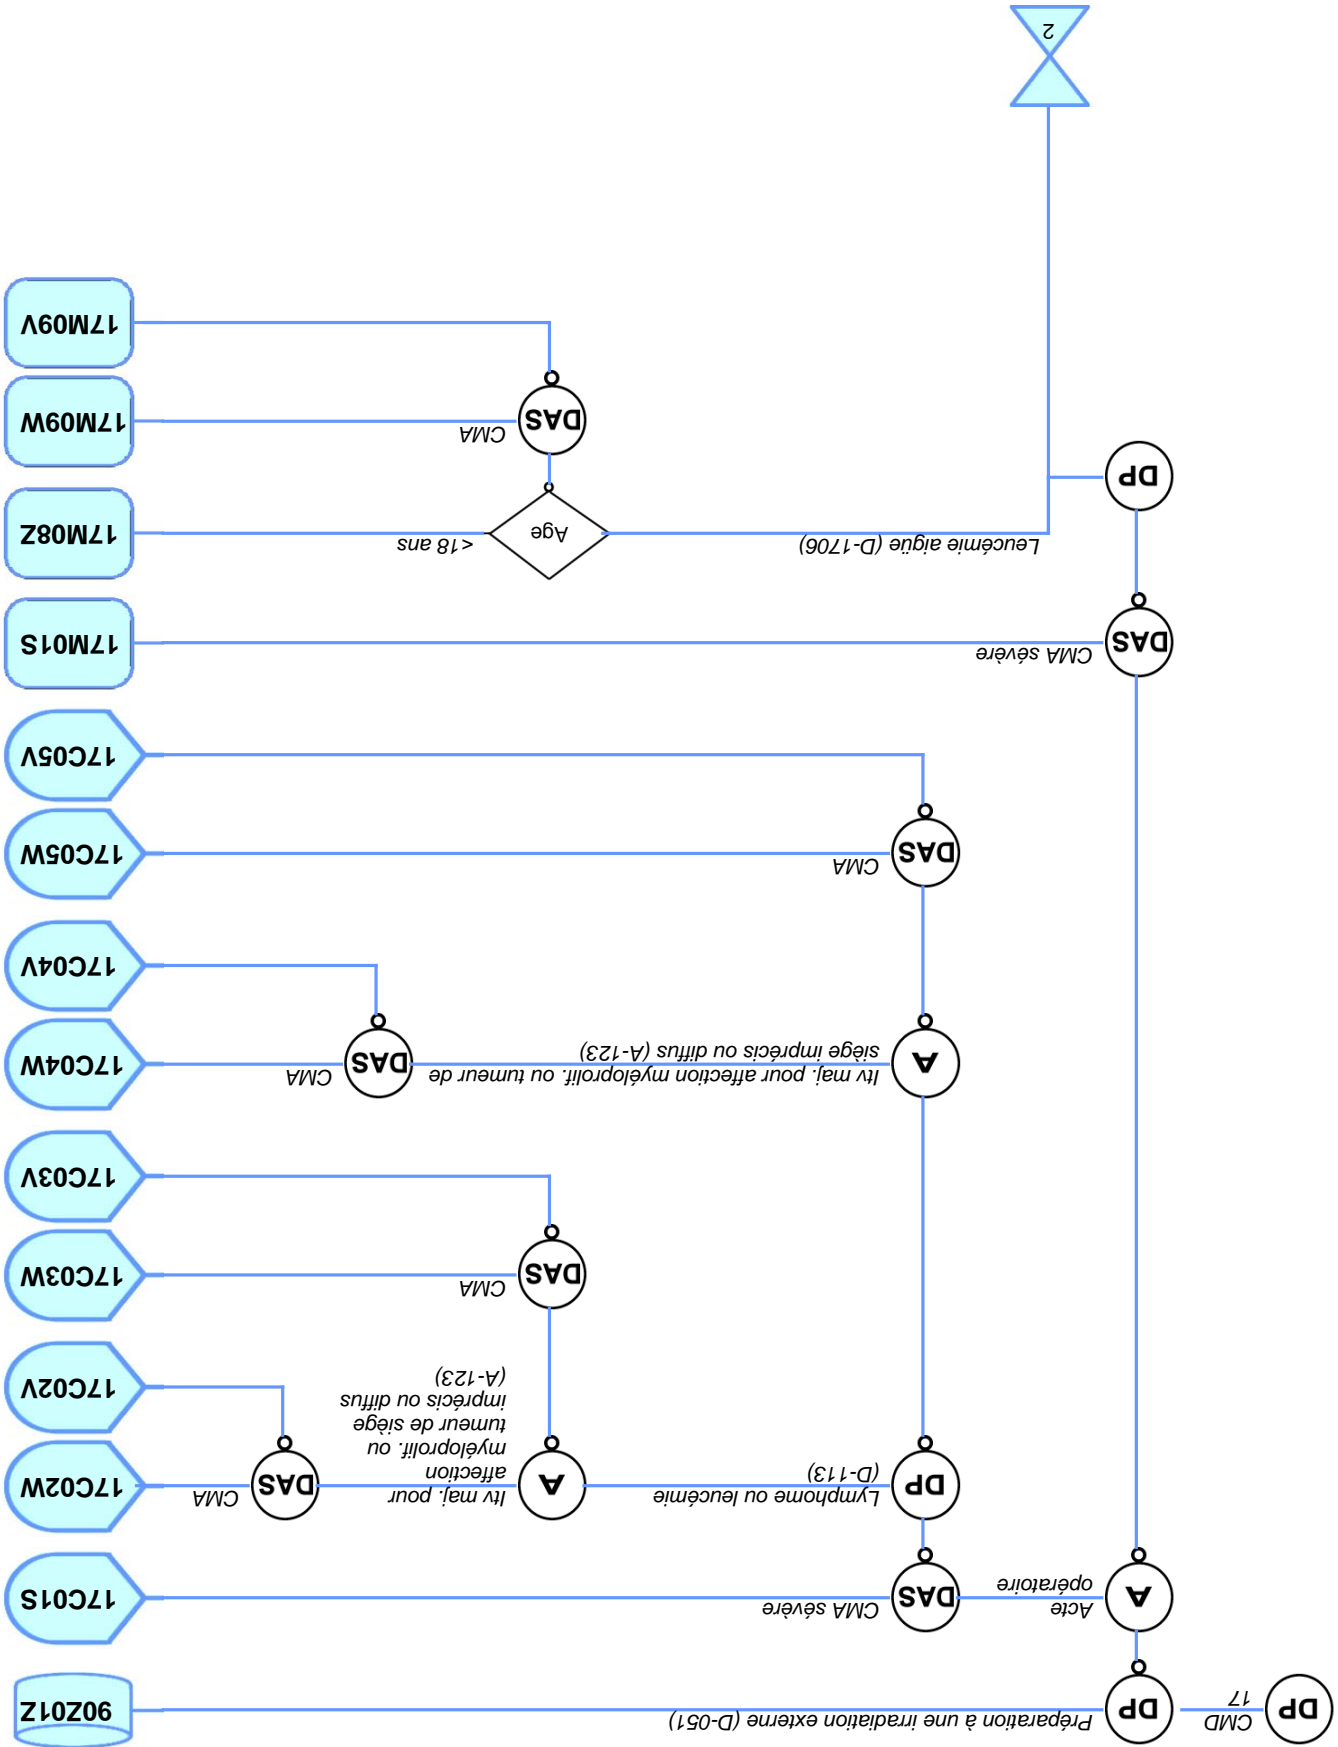 DP
CMD
17
DP
Préparation à une irradiation externe (D-051)
90Z01Z
A
Acte
opératoire
DAS
CMA sévère
17C01S
DP
Lymphome ou leucémie
(D-113)
A
Itv maj. pour
affection
myéloprolif. ou
tumeur de siège
imprécis ou diffus
(A-123)
DAS
CMA
17C02W
17C02V
DAS
CMA
17C03W
17C03V
A
Itv maj. pour affection myéloprolif. ou tumeur de
siège imprécis ou diffus (A-123)
DAS
CMA
17C04W
17C04V
DAS
CMA
17C05W
17C05V
DAS
CMA sévère
17M01S
DP
Leucémie aigüe (D-1706)
Age
<18 ans
17M08Z
DAS
CMA
17M09W
17M09V
2